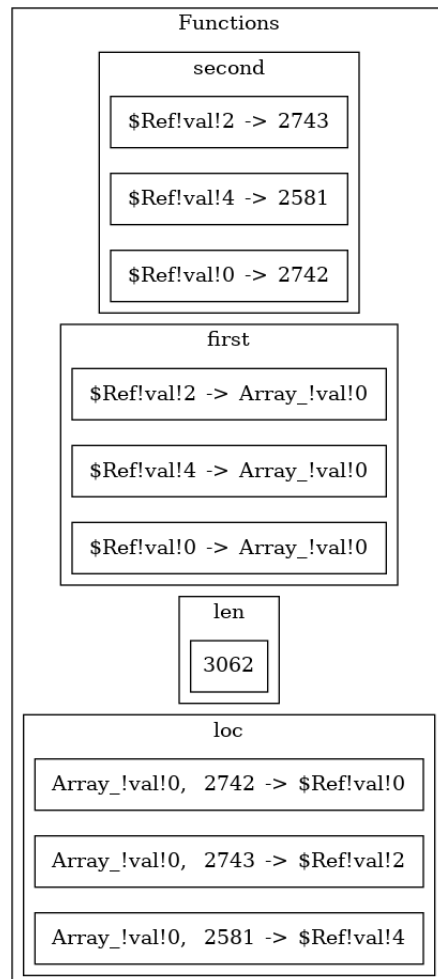 Functions
second
$Ref!val!2 -> 2743
$Ref!val!4 -> 2581
$Ref!val!0 -> 2742
first
$Ref!val!2 -> Array_!val!0
$Ref!val!4 -> Array_!val!0
$Ref!val!0 -> Array_!val!0
len
3062
loc
Array_!val!0, 2742 -> $Ref!val!0
Array_!val!0, 2743 -> $Ref!val!2
Array_!val!0, 2581 -> $Ref!val!4